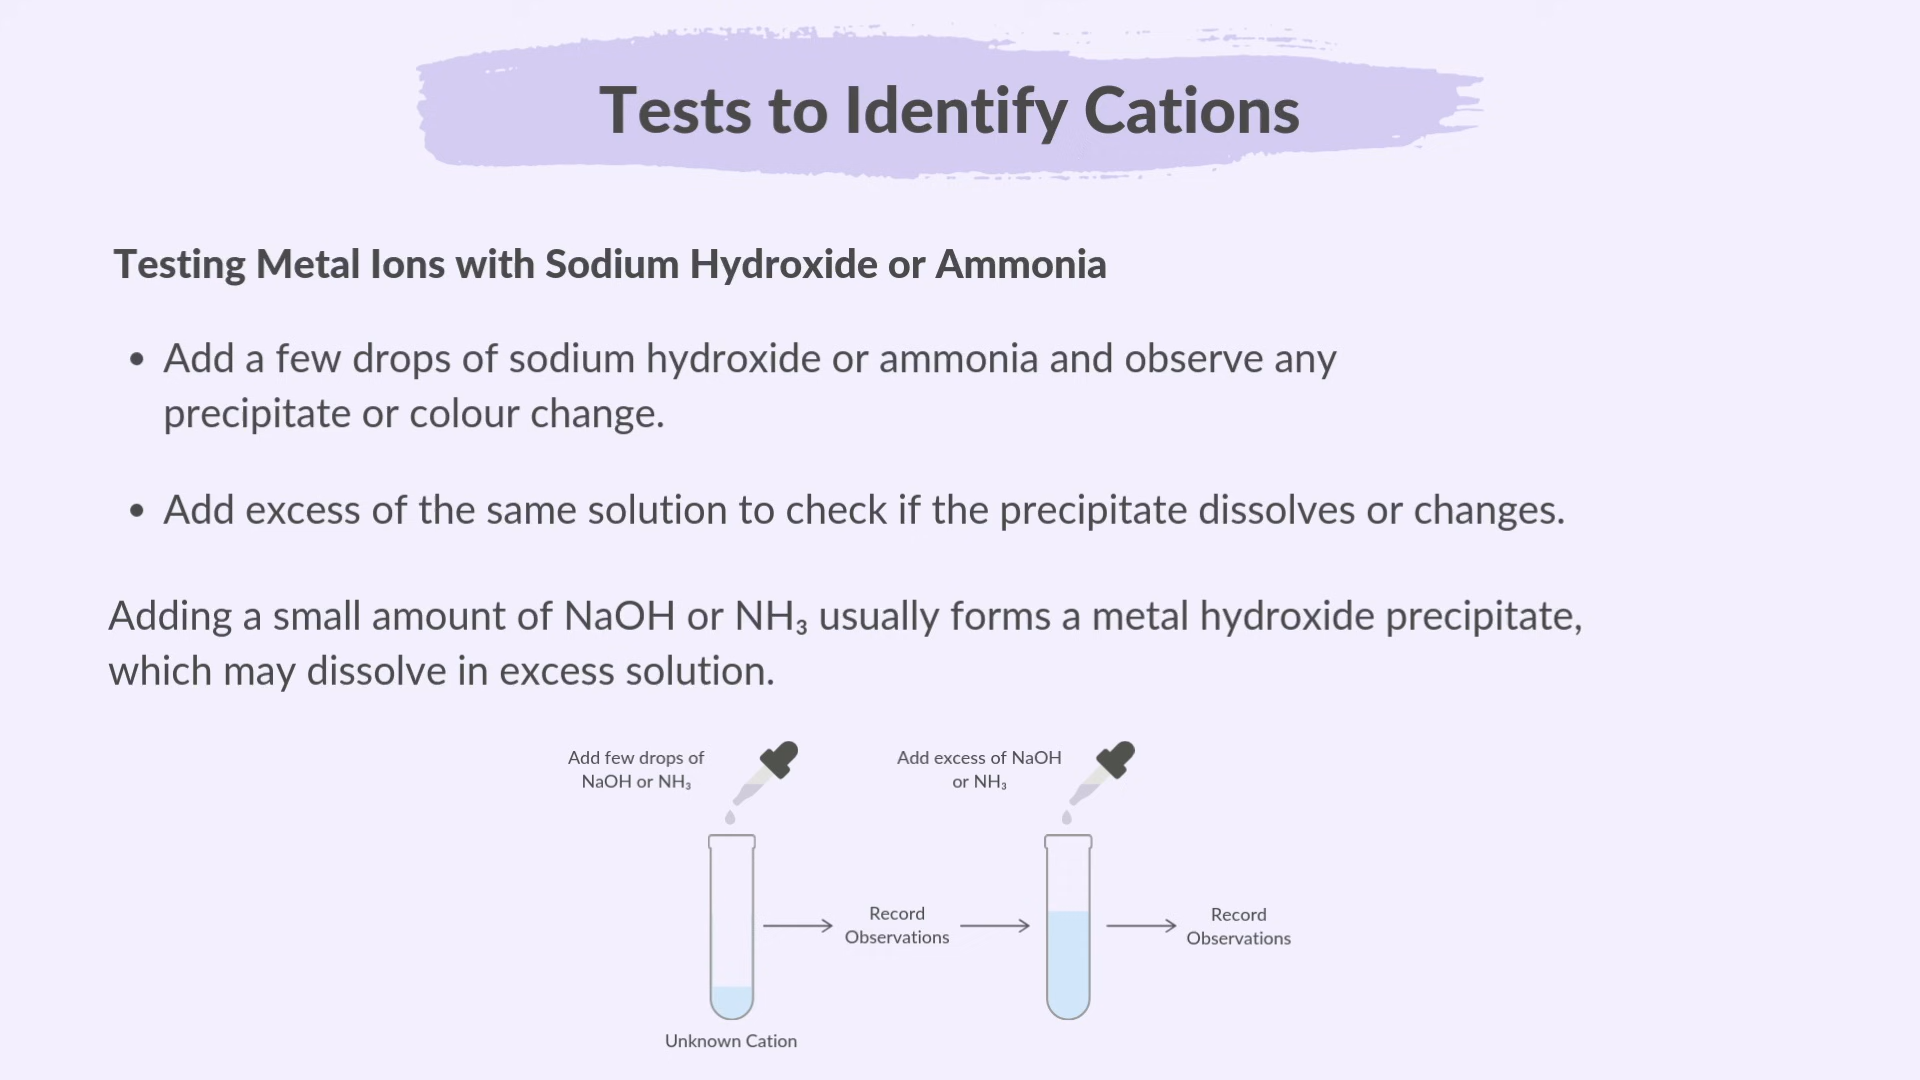 Tests to Identify Cations
Testing Metal Ions with Sodium Hydroxide or Ammonia
• Add a few drops of sodium hydroxide or ammonia and observe any
precipitate or colour change.
• Add excess of the same solution to check if the precipitate dissolves or changes.
Adding a small amount of NaOH or NH₃ usually forms a metal hydroxide precipitate,
which may dissolve in excess solution.
Add few drops of
NaOH or NH₃
Add excess of NaOH
or NH₃
Record
Observations
Record
Observations
Unknown Cation